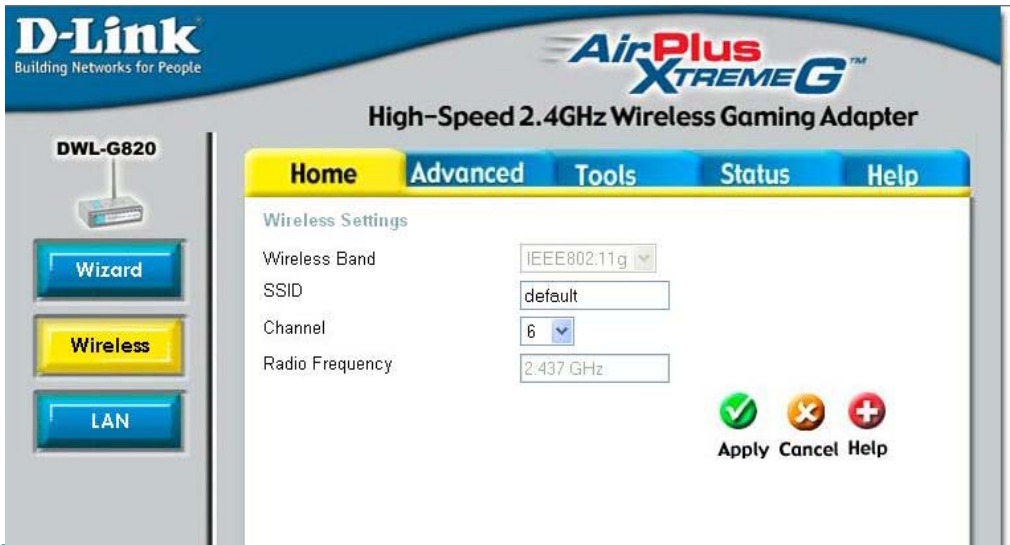 D-Link
Building Networks for People
AirPlus
XTREME G™
High-Speed 2.4GHz Wireless Gaming Adapter
DWL-G820
Home Advanced Tools Status Help
Wizard
Wireless
LAN
Wireless Settings
Wireless Band IEEE802.11g
SSID default
Channel 6
Radio Frequency 2.437 GHz
Apply Cancel Help